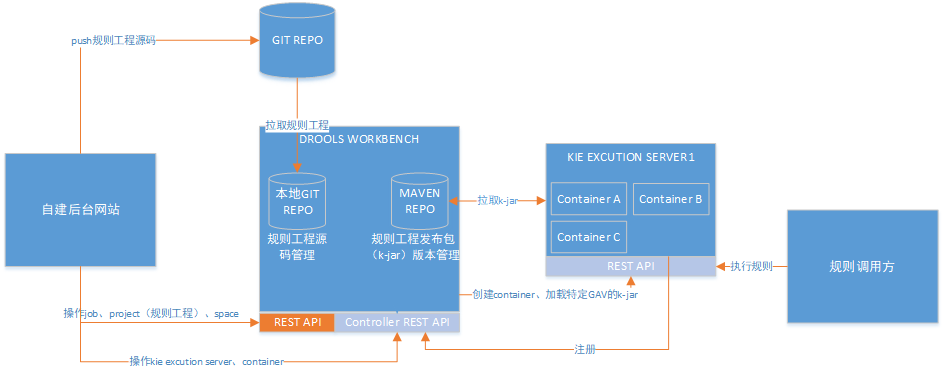 GIT REPO
push规则工程源码
拉取规则工程
DROOLS WORKBENCH
本地GIT
REPO
规则工程源
码管理
MAVEN
REPO
规则工程发布包
（k-jar）版本管理
拉取k-jar
KIE EXCUTION SERVER1
Container A
Container B
Container C
REST API
自建后台网站
执行规则
规则调用方
创建container、加载特定GAV的k-jar
操作job、project（规则工程）、space
REST API
Controller REST API
注册
操作kie excution server、container